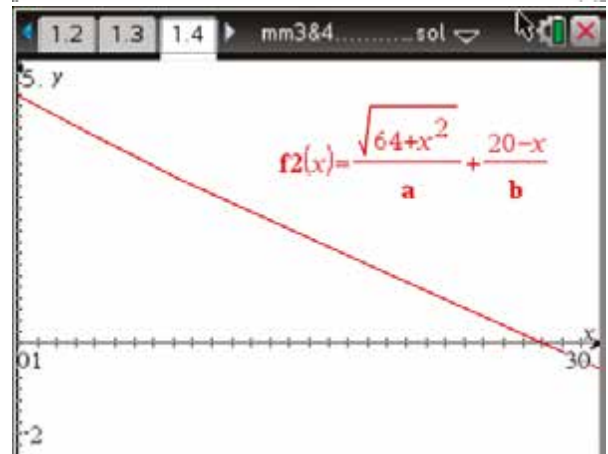 1.2 1.3 1.4 mm3&4...........sol
5. y
f2(x)=√64+x²/a+20-x/b
x
01 30.
-2